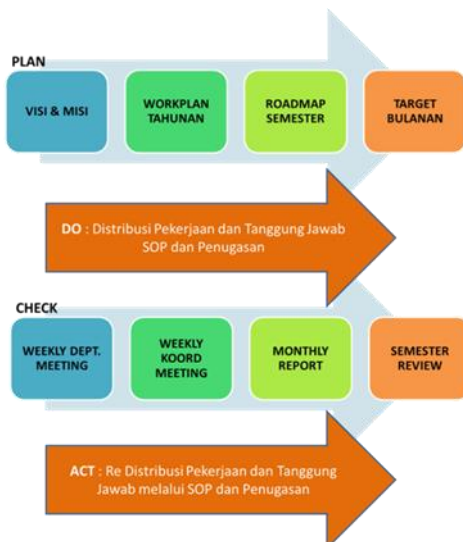 PLAN
VISI & MISI
WORKPLAN
TAHUNAN
ROADMAP
SEMESTER
TARGET
BULANAN
DO : Distribusi Pekerjaan dan Tanggung Jawab
SOP dan Penugasan
CHECK
WEEKLY DEPT.
MEETING
WEEKLY
KOORD
MEETING
MONTHLY
REPORT
SEMESTER
REVIEW
ACT : Re Distribusi Pekerjaan dan Tanggung
Jawab melalui SOP dan Penugasan